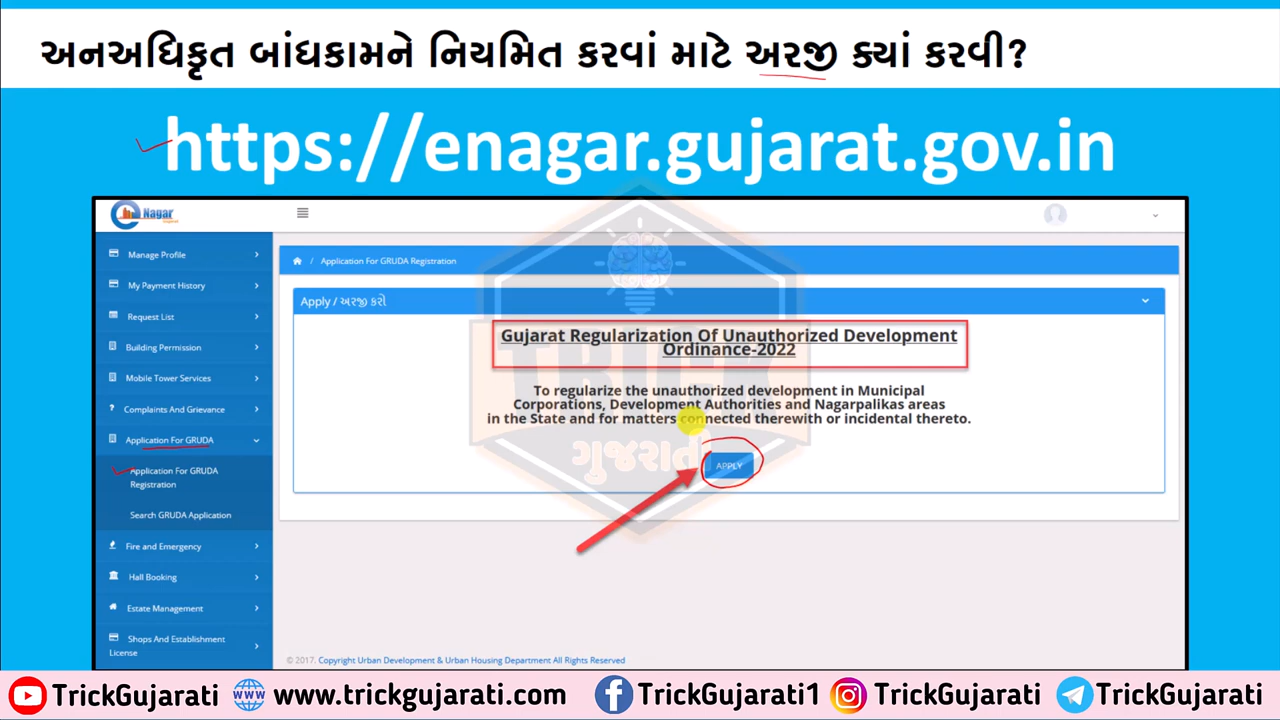 અનઅધિકૃત બાંધકામને નિયમિત કરવાં માટે અરજી ક્યાં કરવી?
https://enagar.gujarat.gov.in
Nagar
Manage Profile
My Payment History
Request List
Building Permission
Mobile Tower Services
Complaints And Grievance
Application For GRUDA
Application For GRUDA
Registration
Search GRUDA Application
Fire and Emergency
Hall Booking
Estate Management
Shops And Establishment
License
/ Application For GRUDA Registration
Apply / અરજી કરો
Gujarat Regularization Of Unauthorized Development
Ordinance-2022
To regularize the unauthorized development in Municipal
Corporations, Development Authorities and Nagarpalikas areas
in the State and for matters connected therewith or incidental thereto.
APPLY
TRICK
ગુજરાતી
© 2017. Copyright Urban Development & Urban Housing Department All Rights Reserved
TrickGujarati www.trickgujarati.com TrickGujarati1 TrickGujarati TrickGujarati